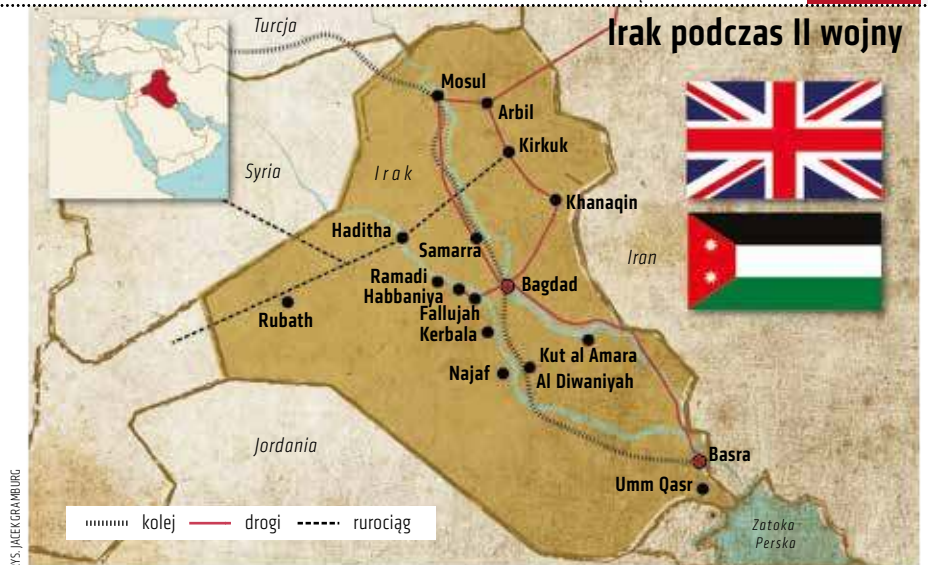 Irak podczas II wojny
Turcja
Mosul
Arbil
Kirkuk
Syria
Irak
Khanaqin
Haditha
Samarra
Iran
Ramadi
Bagdad
Habbaniya
Fallujah
Rubath
Kerbala
Kut al Amara
Najaf
Al Diwaniyah
Jordania
Basra
Umm Qasr
kolej
drogi
rurociąg
Zatoka
Perska
RYS. JACEK GRAMBURG